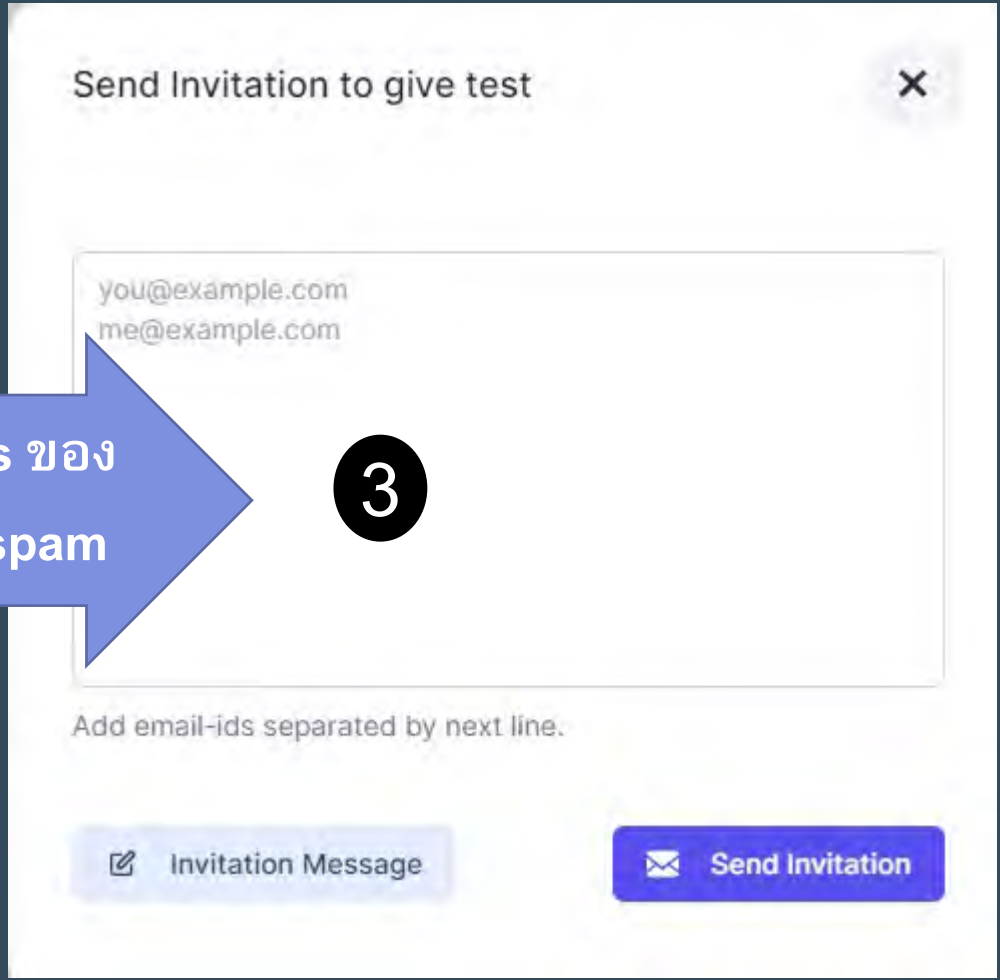 Send Invitation to give test
you@example.com
me@example.com
s ของ
spam
3
Add email-ids separated by next line.
Invitation Message
Send Invitation